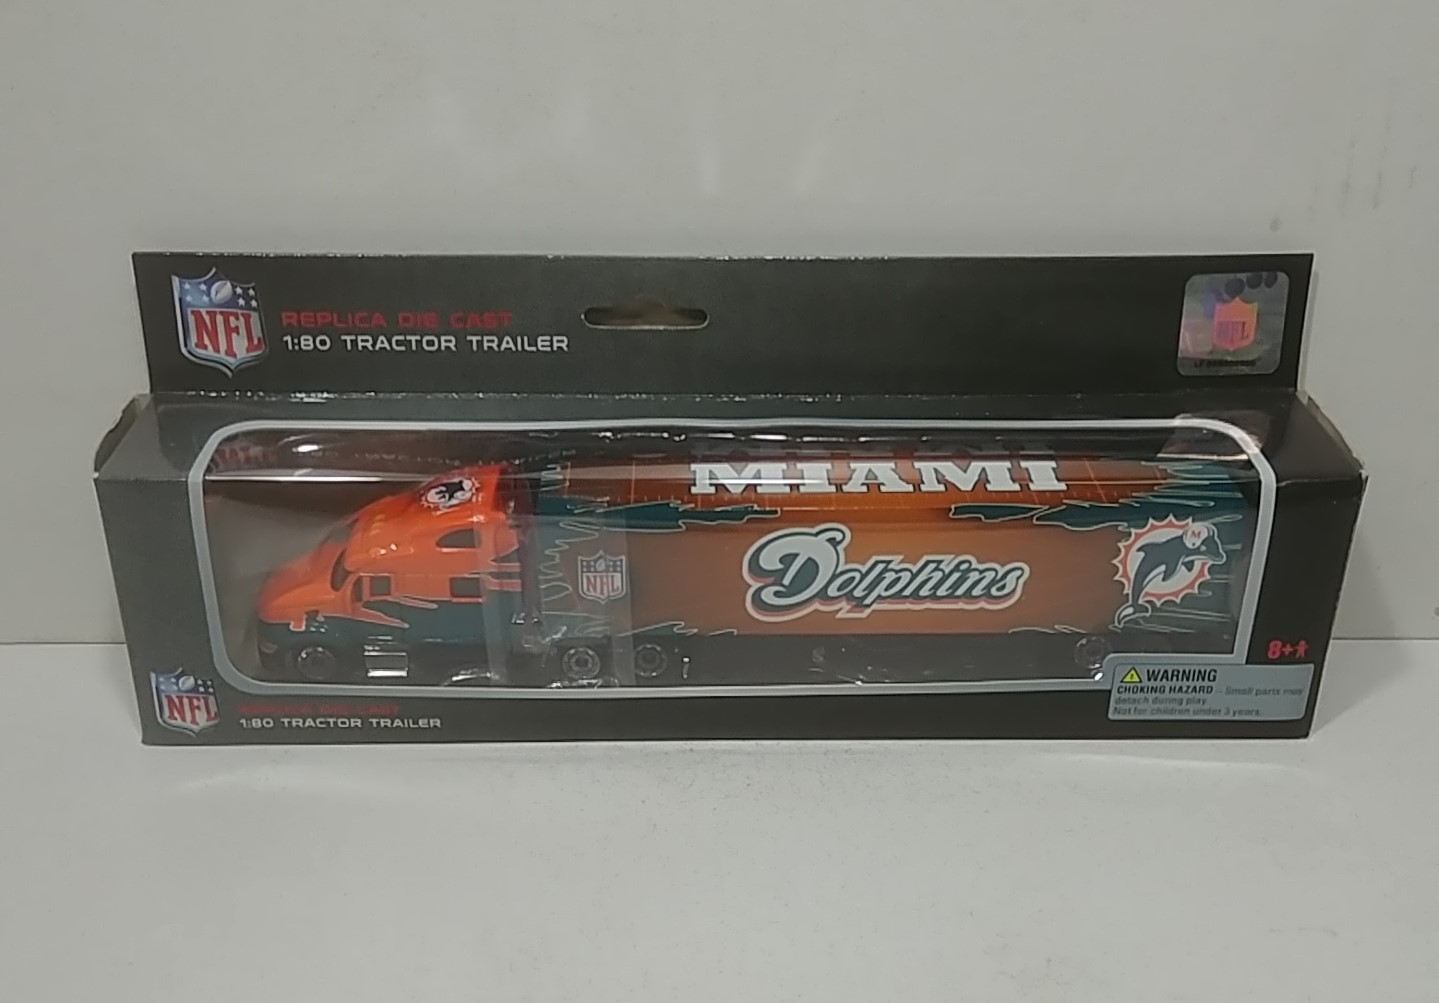 NFL
REPLICA DIE CAST
1:80 TRACTOR TRAILER
NFL
MIAMI
Dolphins
NFL
M
8+
NFL
REPLICA DIE CAST
1:80 TRACTOR TRAILER
WARNING
CHOKING HAZARD - Small parts may
detach during play.
Not for children under 3 years.